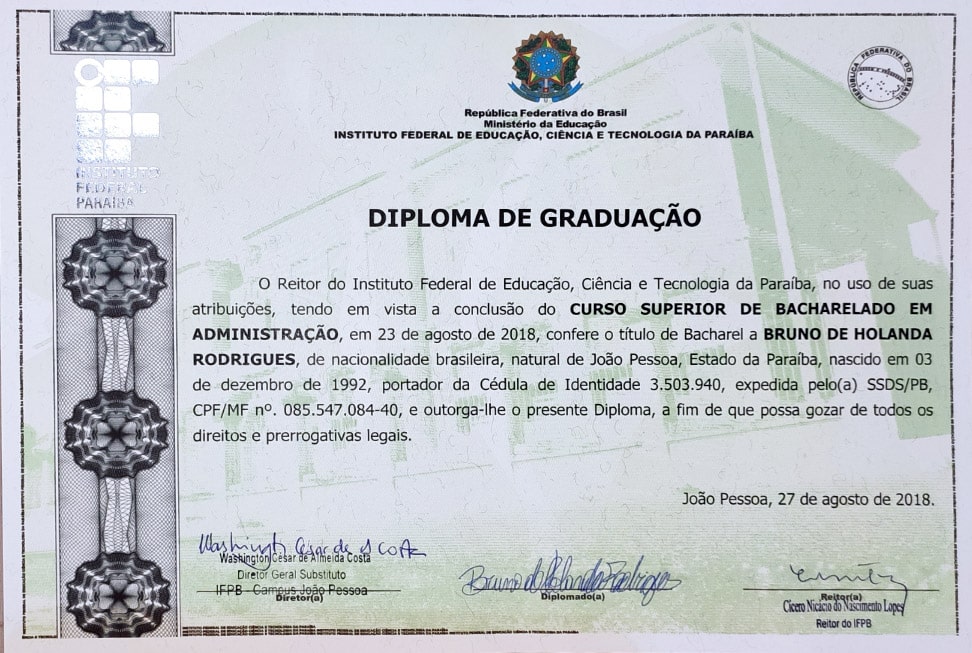 INSTITUTO
FEDERAL
PARAÍBA
REPÚBLICA FEDERATIVA DO BRASIL
República Federativa do Brasil
Ministério da Educação
INSTITUTO FEDERAL DE EDUCAÇÃO, CIÊNCIA E TECNOLOGIA DA PARAÍBA
DIPLOMA DE GRADUAÇÃO
O Reitor do Instituto Federal de Educação, Ciência e Tecnologia da Paraíba, no uso de suas
atribuições, tendo em vista a conclusão do CURSO SUPERIOR DE BACHARELADO EM
ADMINISTRAÇÃO, em 23 de agosto de 2018, confere o título de Bacharel a BRUNO DE HOLANDA
RODRIGUES, de nacionalidade brasileira, natural de João Pessoa, Estado da Paraíba, nascido em 03
de dezembro de 1992, portador da Cédula de Identidade 3.503.940, expedida pelo(a) SSDS/PB,
CPF/MF nº. 085.547.084-40, e outorga-lhe o presente Diploma, a fim de que possa gozar de todos os
direitos e prerrogativas legais.
João Pessoa, 27 de agosto de 2018.
Washington César de A Costa
Washington César de Almeida Costa
Diretor Geral Substituto
IFPB - Campus João Pessoa
Diretor(a)
Bruno de Holanda Rodrigues
Diplomado(a)
Reitor(a)
Cícero Nicácio do Nascimento Lopes
Reitor do IFPB